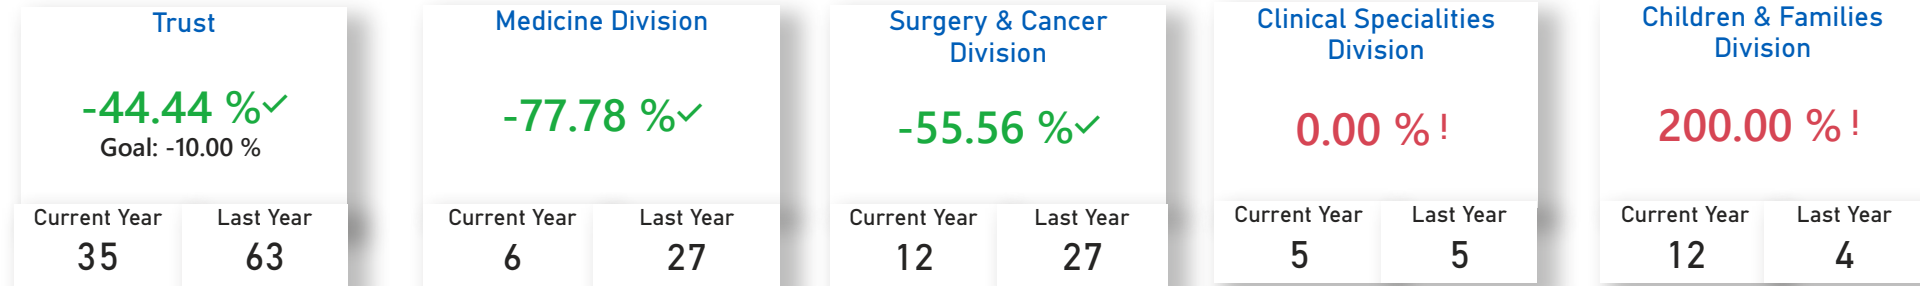 Trust
-44.44 %✓
Goal: -10.00 %
Current Year
35
Last Year
63
Medicine Division
-77.78 %✓
Current Year
6
Last Year
27
Surgery & Cancer
Division
-55.56 %✓
Current Year
12
Last Year
27
Clinical Specialities
Division
0.00 % !
Current Year
5
Last Year
5
Children & Families
Division
200.00 % !
Current Year
12
Last Year
4